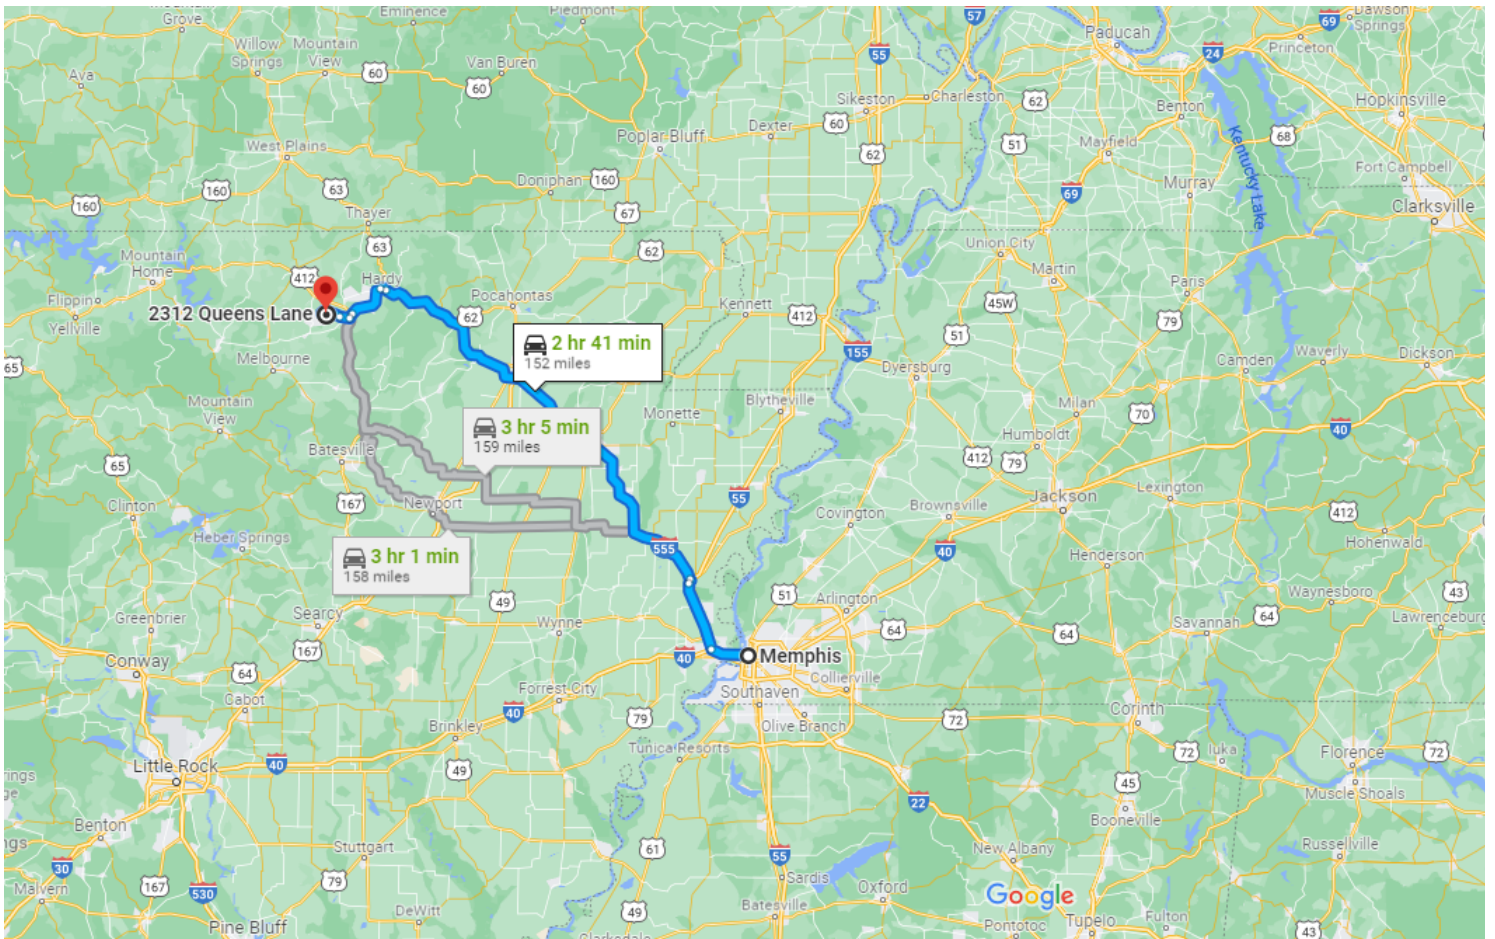 Mountain
Grove
Eminence
Piedmont
57
69
Dawson
Springs
Willow
Springs
Mountain
View
Van Buren
55
Paducah
24
Princeton
Ava
60
60
Sikeston
Charleston
62
Benton
Hopkinsville
Poplar Bluff
Dexter
60
51
68
West Plains
62
Mayfield
Kentucky Lake
Fort Campbell
160
63
Doniphan
160
69
Murray
160
Thayer
67
Clarksville
63
62
Union City
Mountain
Home
412
Hardy
Martin
Paris
Flippin
2312 Queens Lane
Pocahontas
62
Kennett
412
45W
79
Yellville
2 hr 41 min
152 miles
155
51
Camden
Waverly
Dickson
65
Melbourne
Dyersburg
Mountain
View
3 hr 5 min
159 miles
Monette
Blytheville
Milan
70
40
Batesville
Humboldt
412
79
65
Clinton
167
Newport
55
Jackson
Lexington
Covington
Brownsville
412
Heber Springs
3 hr 1 min
158 miles
555
40
Henderson
Hohenwald
Greenbrier
Searcy
49
Wynne
51
Arlington
64
64
Savannah
64
Waynesboro
43
Lawrenceburg
167
Conway
64
40
Memphis
Collierville
Cabot
Forrest City
Southaven
Brinkley
40
79
Olive Branch
72
Corinth
Tunica Resorts
72
Iuka
Florence
72
Little Rock
40
49
45
Muscle Shoals
22
Booneville
Benton
Stuttgart
61
55
New Albany
Russellville
30
Malvern
167
530
79
Sardis
Oxford
Google
DeWitt
49
Batesville
Pontotoc
Tupelo
Fulton
43
Pine Bluff